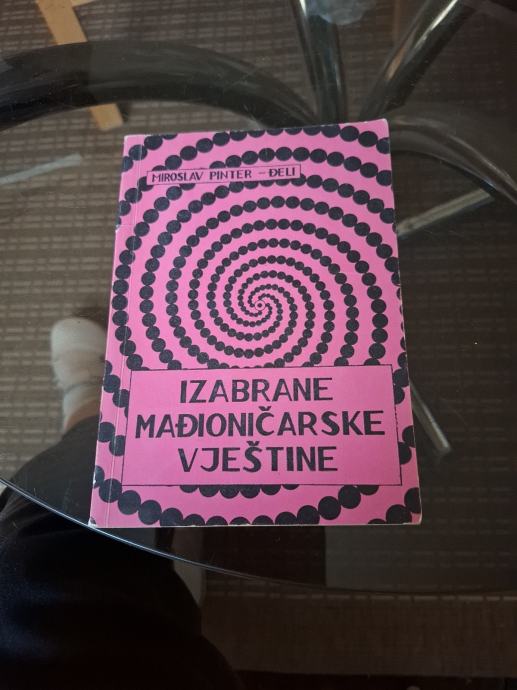 MIROSLAV PINTER – ĐELI
IZABRANE
MAĐIONIČARSKE
VJEŠTINE